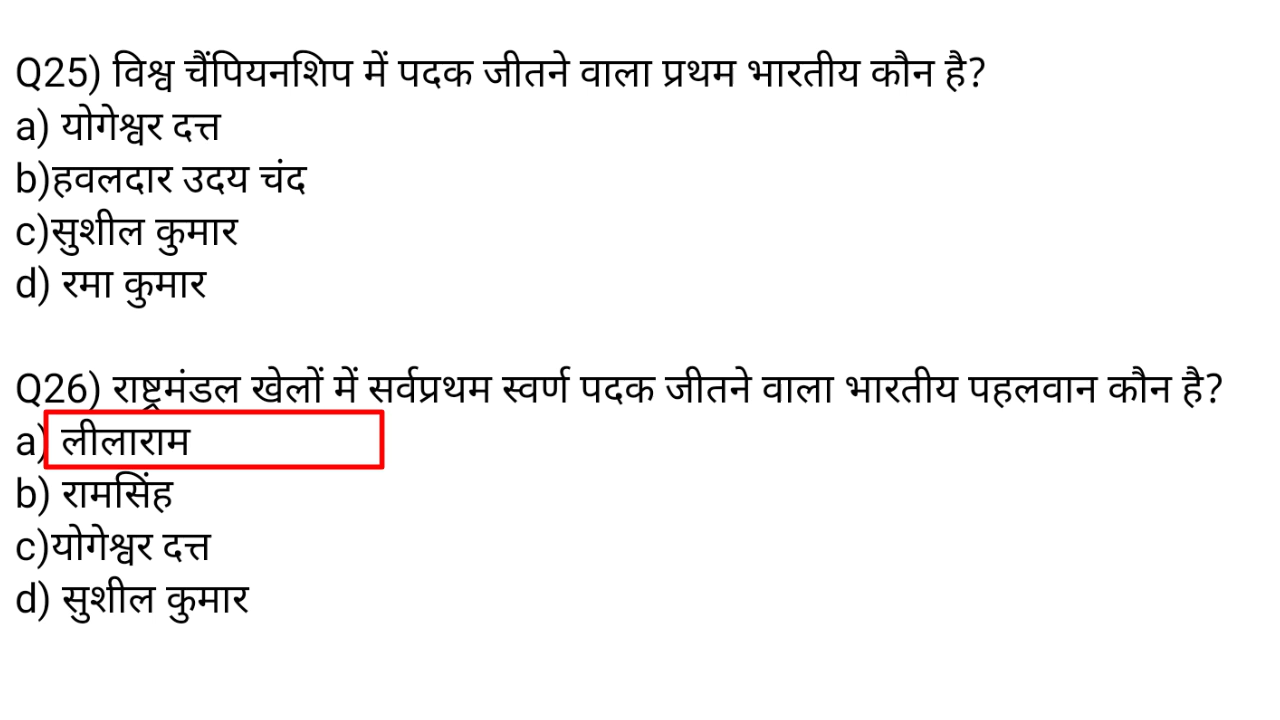 Q25) विश्व चैंपियनशिप में पदक जीतने वाला प्रथम भारतीय कौन है?
a) योगेश्वर दत्त
b)हवलदार उदय चंद
c)सुशील कुमार
d) रमा कुमार
Q26) राष्ट्रमंडल खेलों में सर्वप्रथम स्वर्ण पदक जीतने वाला भारतीय पहलवान कौन है?
a) लीलाराम
b) रामसिंह
c)योगेश्वर दत्त
d) सुशील कुमार